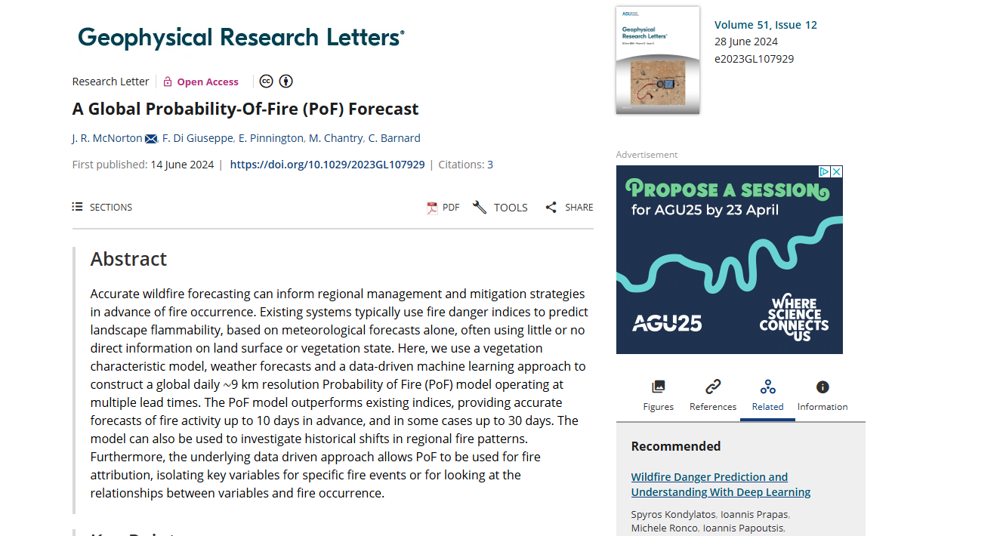 Geophysical Research Letters®
Research Letter
Open Access
A Global Probability-Of-Fire (PoF) Forecast
J. R. McNorton, F. Di Giuseppe, E. Pinnington, M. Chantry, C. Barnard
First published: 14 June 2024 | https://doi.org/10.1029/2023GL107929 | Citations: 3
SECTIONS
PDF
TOOLS
SHARE
Abstract
Accurate wildfire forecasting can inform regional management and mitigation strategies
in advance of fire occurrence. Existing systems typically use fire danger indices to predict
landscape flammability, based on meteorological forecasts alone, often using little or no
direct information on land surface or vegetation state. Here, we use a vegetation
characteristic model, weather forecasts and a data-driven machine learning approach to
construct a global daily ~9 km resolution Probability of Fire (PoF) model operating at
multiple lead times. The PoF model outperforms existing indices, providing accurate
forecasts of fire activity up to 10 days in advance, and in some cases up to 30 days. The
model can also be used to investigate historical shifts in regional fire patterns.
Furthermore, the underlying data driven approach allows PoF to be used for fire
attribution, isolating key variables for specific fire events or for looking at the
relationships between variables and fire occurrence.
AGU
Geophysical
Research Letters®
Volume 51, Issue 12
28 June 2024
e2023GL107929
Advertisement
PROPOSE A SESSION
for AGU25 by 23 April
AGU25
WHERE
SCIENCE
CONNECTS
US
Figures
References
Related
Information
Recommended
Wildfire Danger Prediction and
Understanding With Deep Learning
Spyros Kondylatos, Ioannis Prapas,
Michele Ronco, Ioannis Papoutsis,